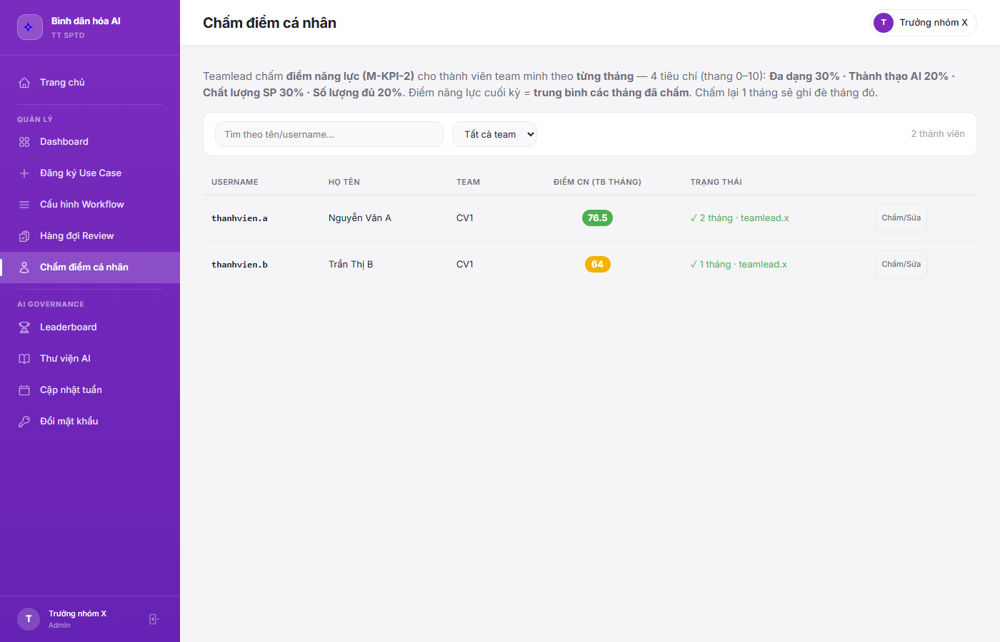 Bình dân hóa AI
TT SPTD
Trang chủ
QUẢN LÝ
Dashboard
Đăng ký Use Case
Cấu hình Workflow
Hàng đợi Review
Chấm điểm cá nhân
AI GOVERNANCE
Leaderboard
Thư viện AI
Cập nhật tuần
Đổi mật khẩu
T
Trưởng nhóm X
Admin
Chấm điểm cá nhân
T Trưởng nhóm X
Teamlead chấm điểm năng lực (M-KPI-2) cho thành viên team mình theo từng tháng — 4 tiêu chí (thang 0–10): Đa dạng 30% · Thành thạo AI 20% ·
Chất lượng SP 30% · Số lượng đủ 20%. Điểm năng lực cuối kỳ = trung bình các tháng đã chấm. Chấm lại 1 tháng sẽ ghi đè tháng đó.
Tìm theo tên/username... Tất cả team 2 thành viên
USERNAME HỌ TÊN TEAM ĐIỂM CN (TB THÁNG) TRẠNG THÁI
thanhvien.a Nguyễn Văn A CV1 76.5 ✓ 2 tháng · teamlead.x Chấm/Sửa
thanhvien.b Trần Thị B CV1 64 ✓ 1 tháng · teamlead.x Chấm/Sửa